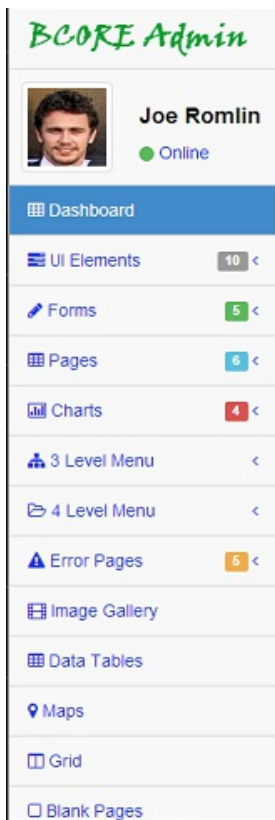 BCORE Admin
Joe Romlin
Online
Dashboard
UI Elements 10
Forms 5
Pages 6
Charts 4
3 Level Menu
4 Level Menu
Error Pages 5
Image Gallery
Data Tables
Maps
Grid
Blank Pages